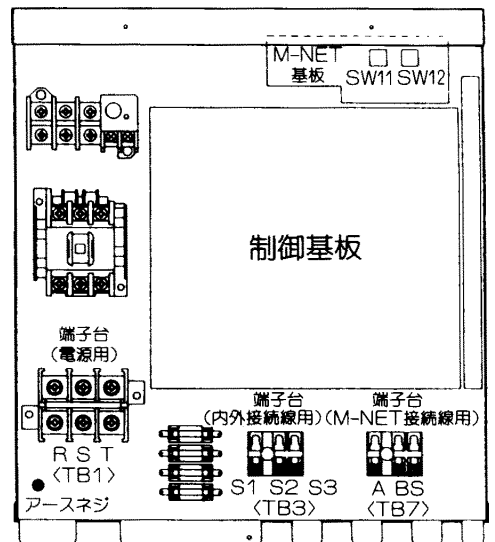 M-NET
基板
SW11 SW12
制御基板
端子台
(電源用)
R S T
〈TB1〉
アースネジ
端子台
(内外接続線用)
S1 S2 S3
〈TB3〉
端子台
(M-NET接続線用)
A BS
〈TB7〉